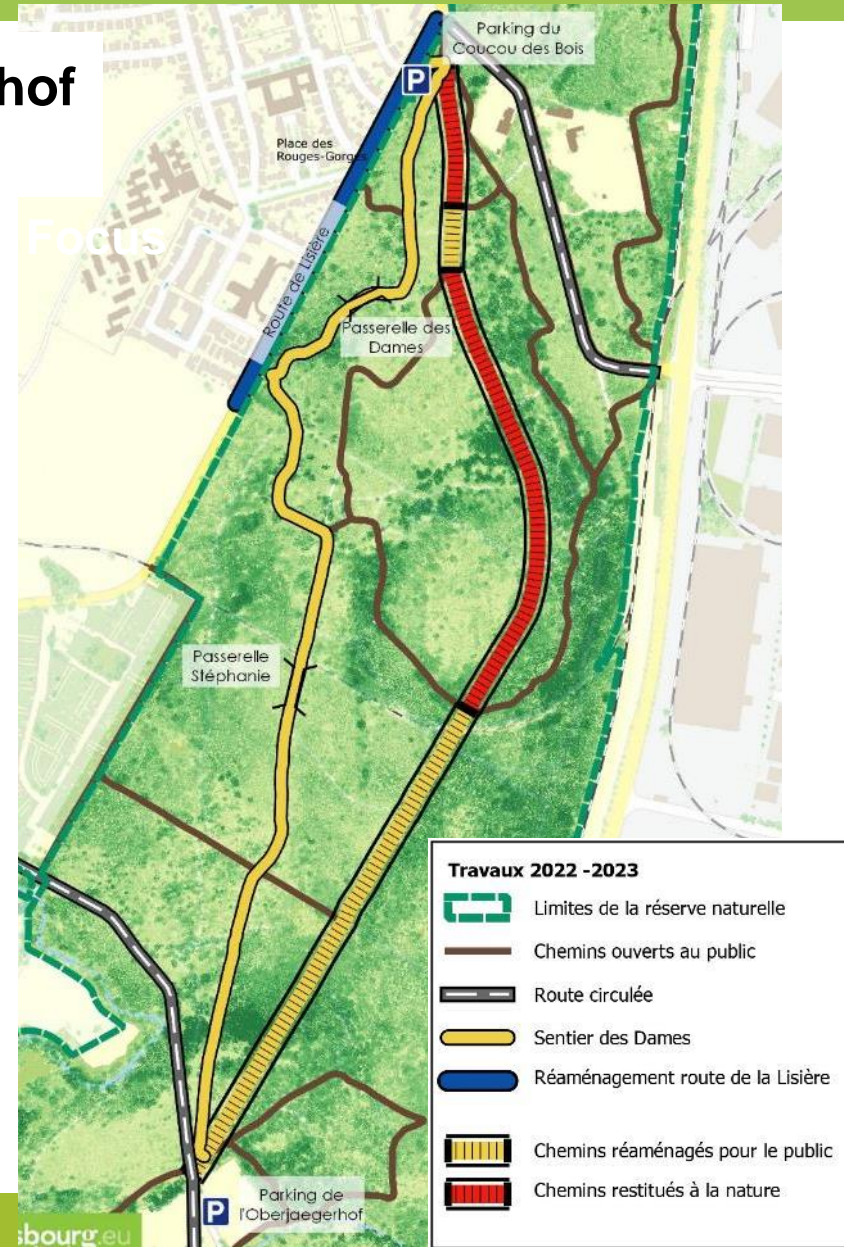 hof
Focus
Parking du
Coucou des Bois
P
Place des
Rouges-Gorges
Route de Lisière
Passerelle des
Dames
Passerelle
Stéphanie
Travaux 2022 -2023
Limites de la réserve naturelle
Chemins ouverts au public
Route circulée
Sentier des Dames
Réaménagement route de la Lisière
Chemins réaménagés pour le public
Chemins restitués à la nature
P
Parking de
l'Oberjaegerhof
sbourg.eu